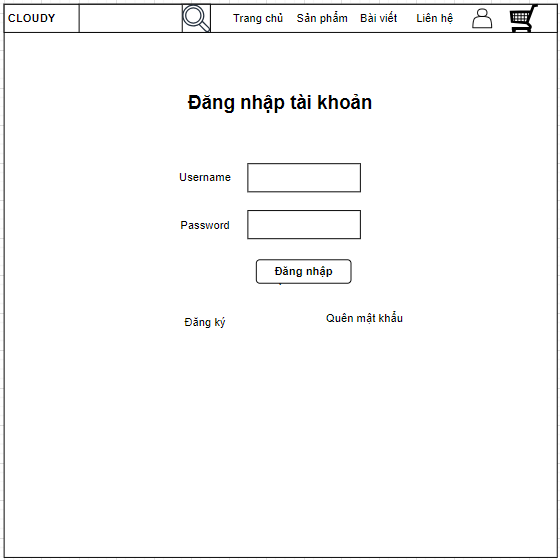 CLOUDY Trang chủ Sản phẩm Bài viết Liên hệ
Đăng nhập tài khoản
Username
Password
Đăng nhập
Đăng ký Quên mật khẩu